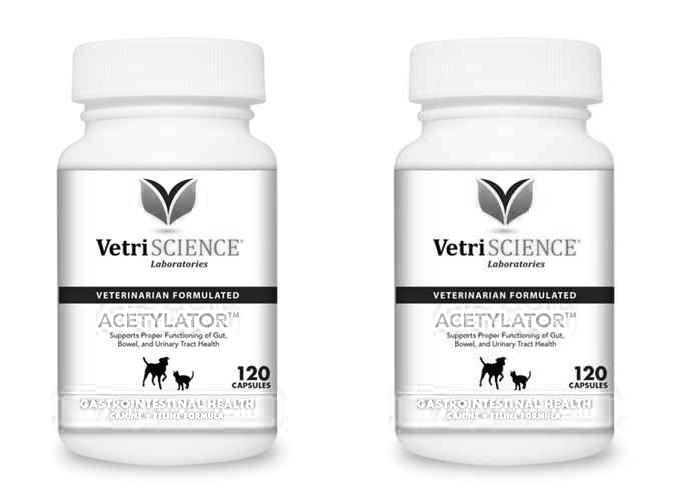 VetriSCIENCE®
Laboratories
VETERINARIAN FORMULATED
ACETYLATOR™
Supports Proper Functioning of Gut,
Bowel, and Urinary Tract Health
120
CAPSULES
GASTROINTESTINAL HEALTH
CANINE + FELINE FORMULA
VetriSCIENCE®
Laboratories
VETERINARIAN FORMULATED
ACETYLATOR™
Supports Proper Functioning of Gut,
Bowel, and Urinary Tract Health
120
CAPSULES
GASTROINTESTINAL HEALTH
CANINE + FELINE FORMULA